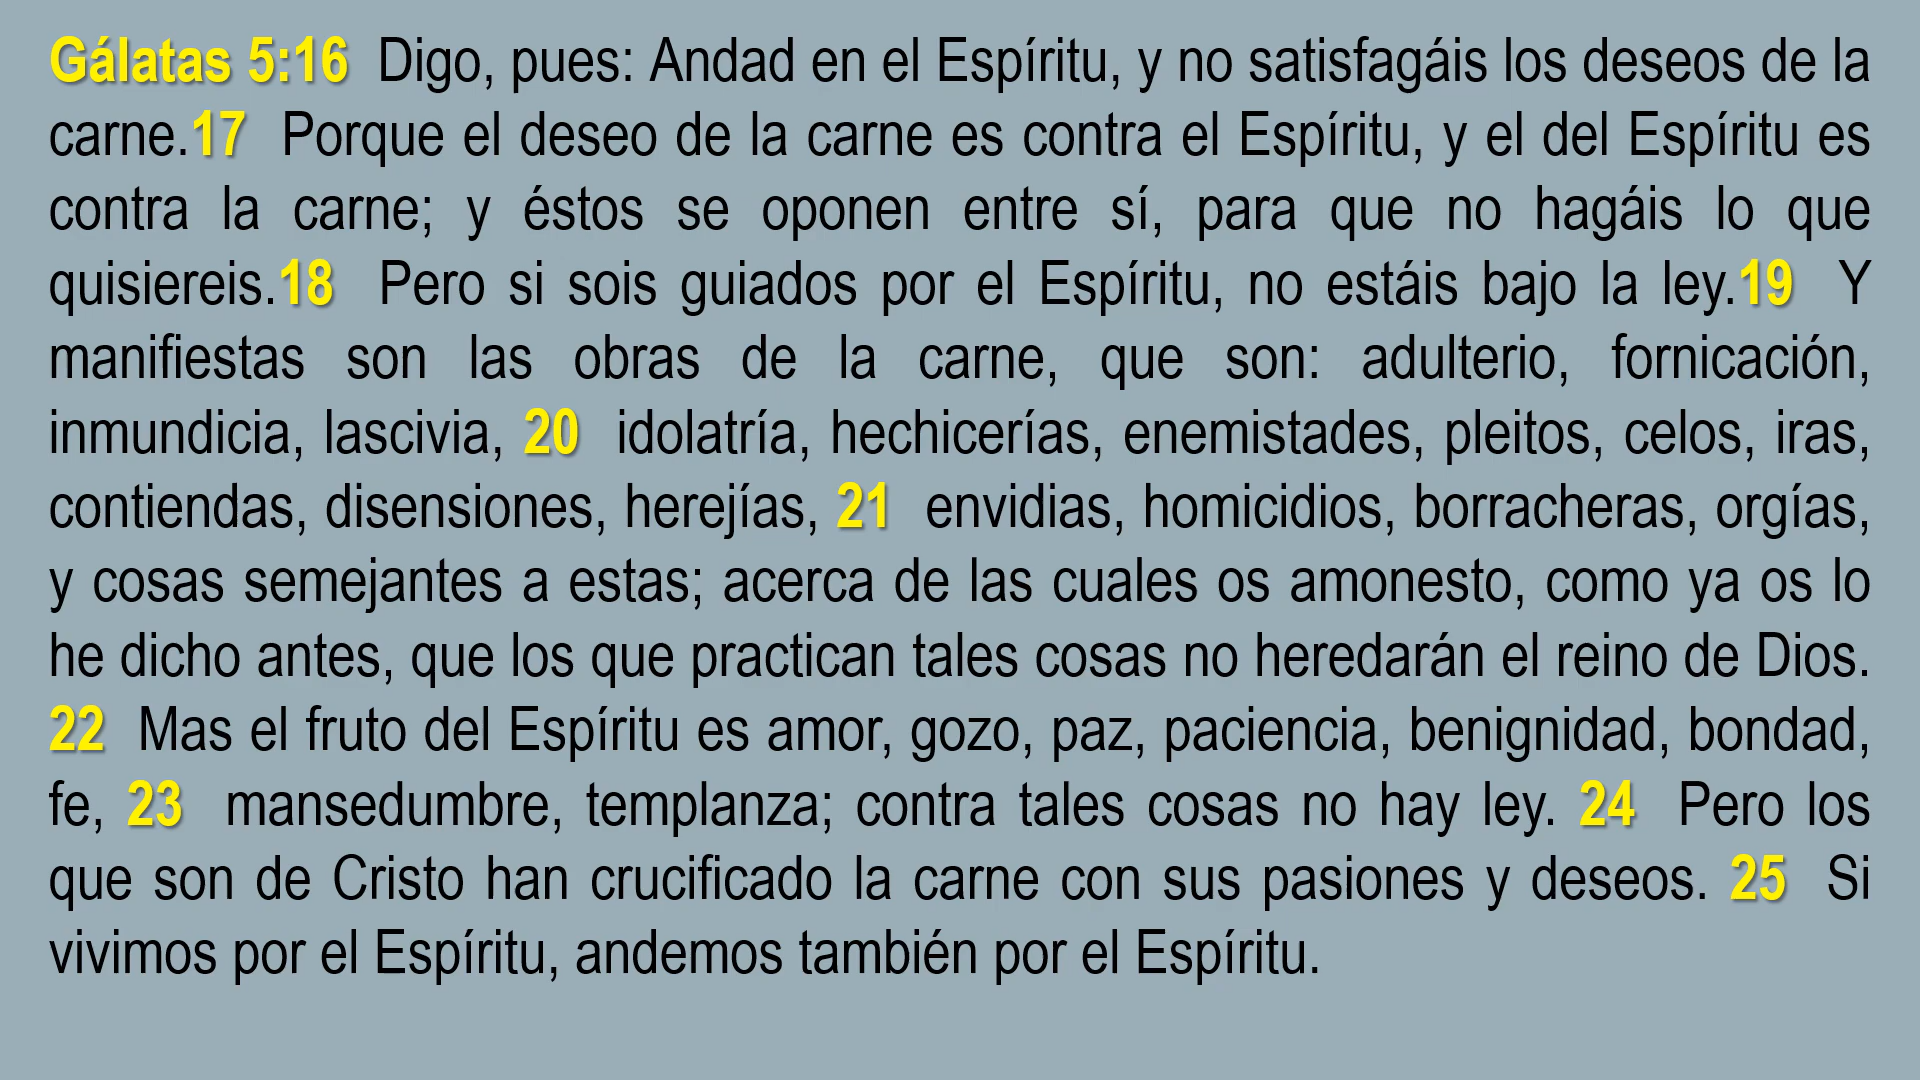 Gálatas 5:16 Digo, pues: Andad en el Espíritu, y no satisfagáis los deseos de la
carne.17 Porque el deseo de la carne es contra el Espíritu, y el del Espíritu es
contra la carne; y éstos se oponen entre sí, para que no hagáis lo que
quisiereis.18 Pero si sois guiados por el Espíritu, no estáis bajo la ley.19 Y
manifiestas son las obras de la carne, que son: adulterio, fornicación,
inmundicia, lascivia, 20 idolatría, hechicerías, enemistades, pleitos, celos, iras,
contiendas, disensiones, herejías, 21 envidias, homicidios, borracheras, orgías,
y cosas semejantes a estas; acerca de las cuales os amonesto, como ya os lo
he dicho antes, que los que practican tales cosas no heredarán el reino de Dios.
22 Mas el fruto del Espíritu es amor, gozo, paz, paciencia, benignidad, bondad,
fe, 23 mansedumbre, templanza; contra tales cosas no hay ley. 24 Pero los
que son de Cristo han crucificado la carne con sus pasiones y deseos. 25 Si
vivimos por el Espíritu, andemos también por el Espíritu.